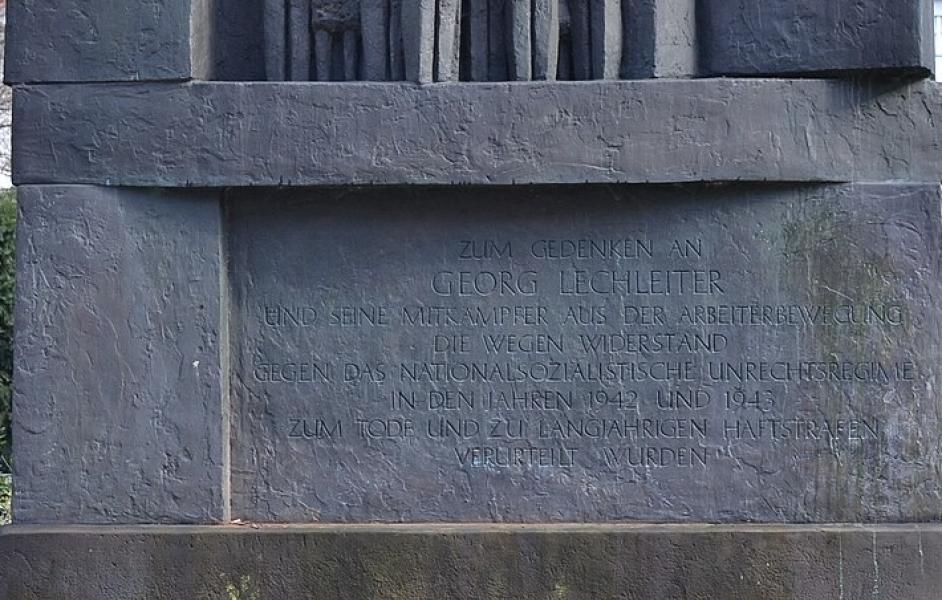 ZUM GEDENKEN AN
GEORG LECHLEITER
UND SEINE MITKÄMPFER AUS DER ARBEITERBEWEGUNG
DIE WEGEN WIDERSTAND
GEGEN DAS NATIONALSOZIALISTISCHE UNRECHTSREGIME
IN DEN JAHREN 1942 UND 1943
ZUM TODE UND ZU LANGJÄHRIGEN HAFTSTRAFEN
VERURTEILT WURDEN